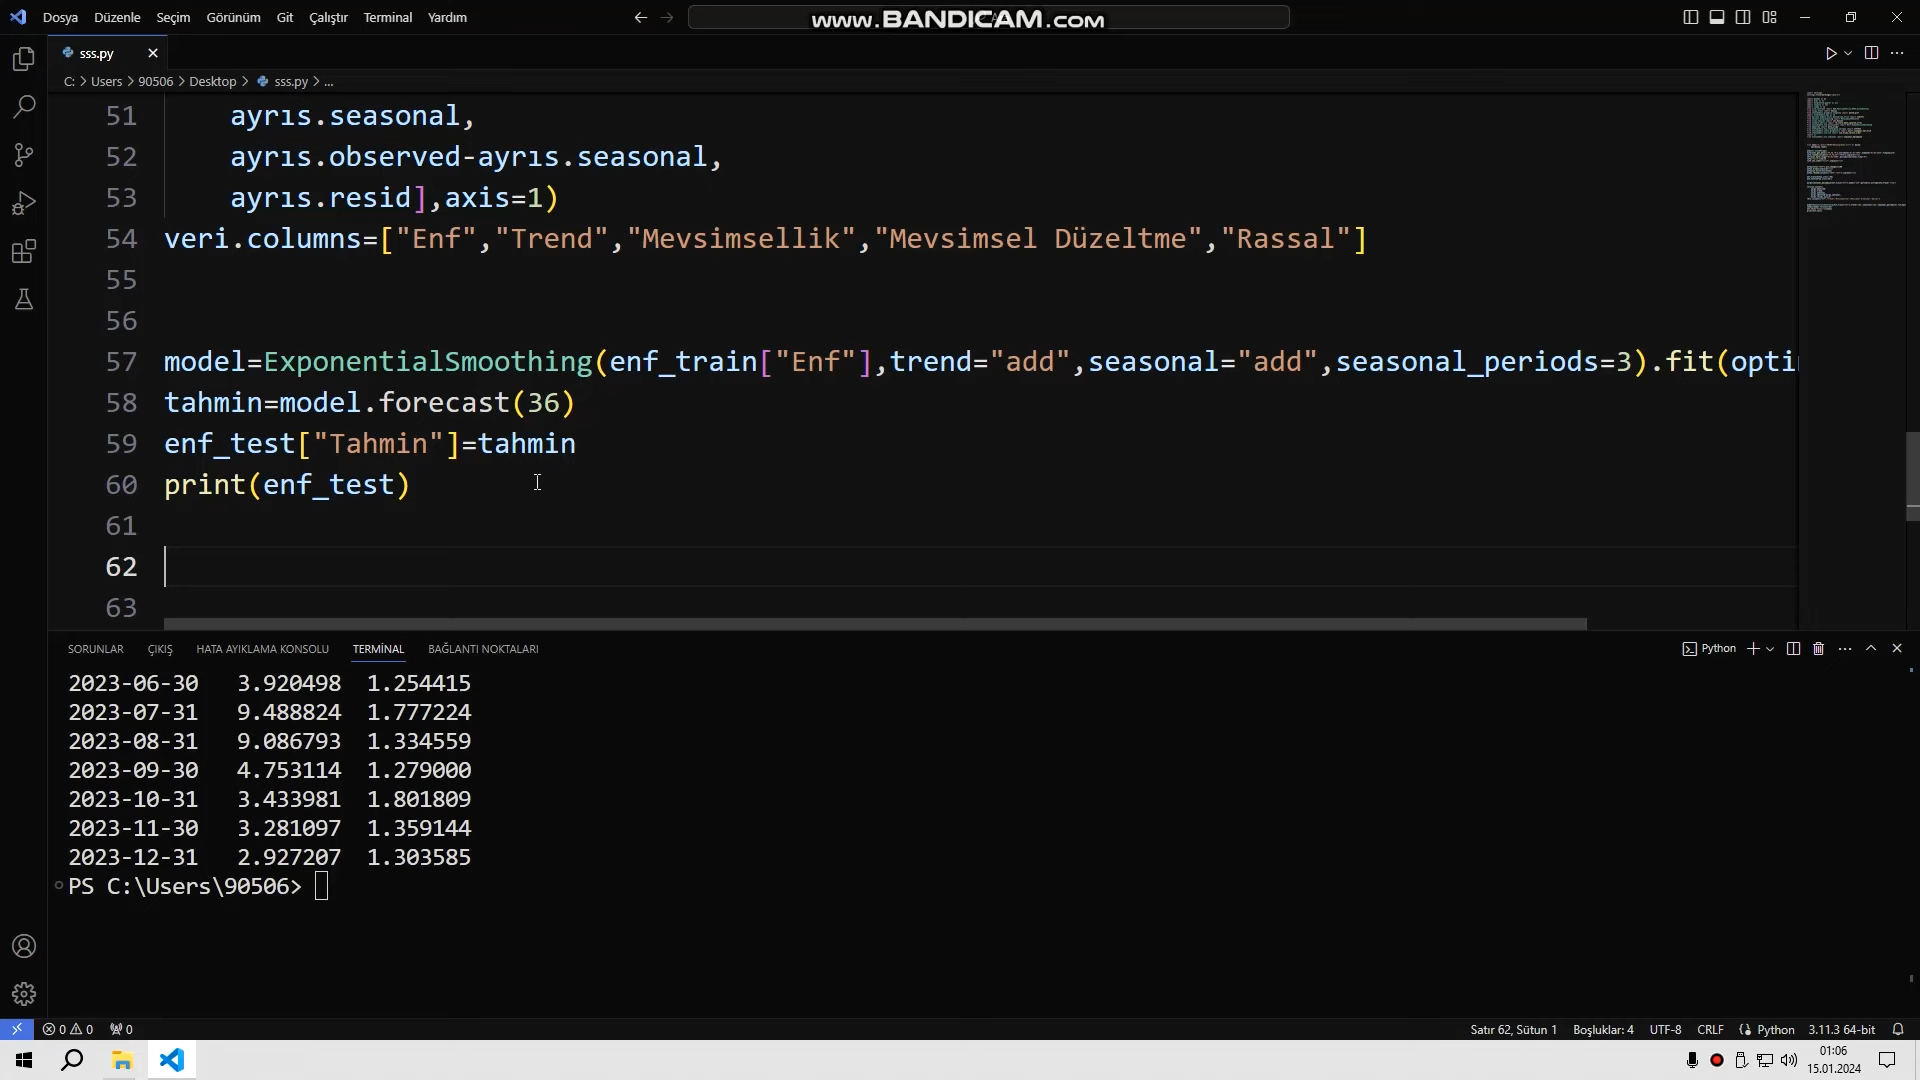 Dosya Düzenle Seçim Görünüm Git Çalıştır Terminal Yardım
www.BANDICAM.com
sss.py
C: > Users > 90506 > Desktop > sss.py > ...
51 ayrıs.seasonal,
52 ayrıs.observed-ayrıs.seasonal,
53 ayrıs.resid],axis=1)
54 veri.columns=["Enf","Trend","Mevsimsellik","Mevsimsel Düzeltme","Rassal"]
55
56
57 model=ExponentialSmoothing(enf_train["Enf"],trend="add",seasonal="add",seasonal_periods=3).fit(opti
58 tahmin=model.forecast(36)
59 enf_test["Tahmin"]=tahmin
60 print(enf_test)
61
62
63
SORUNLAR ÇIKIŞ HATA AYIKLAMA KONSOLU TERMİNAL BAĞLANTI NOKTALARI
Python
2023-06-30 3.920498 1.254415
2023-07-31 9.488824 1.777224
2023-08-31 9.086793 1.334559
2023-09-30 4.753114 1.279000
2023-10-31 3.433981 1.801809
2023-11-30 3.281097 1.359144
2023-12-31 2.927207 1.303585
PS C:\Users\90506>
0 0 0
Satır 62, Sütun 1 Boşluklar: 4 UTF-8 CRLF Python 3.11.3 64-bit
01:06
15.01.2024